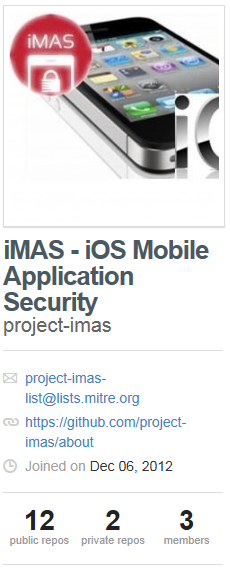 iMAS
iO
iMAS - iOS Mobile
Application
Security
project-imas
project-imas-
list@lists.mitre.org
https://github.com/project-
imas/about
Joined on Dec 06, 2012
12 2 3
public repos private repos members